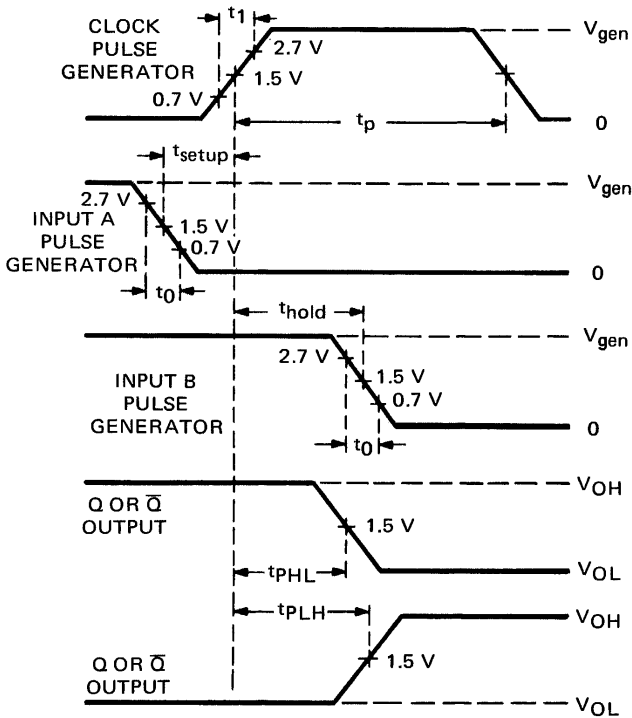 CLOCK
PULSE
GENERATOR
t1
2.7 V
1.5 V
0.7 V
tp
Vgen
0
tsetup
2.7 V
INPUT A
PULSE
GENERATOR
1.5 V
0.7 V
t0
Vgen
0
thold
2.7 V
INPUT B
PULSE
GENERATOR
1.5 V
0.7 V
t0
Vgen
0
Q OR Q̅
OUTPUT
1.5 V
tPHL
VOH
VOL
tPLH
Q OR Q̅
OUTPUT
1.5 V
VOH
VOL